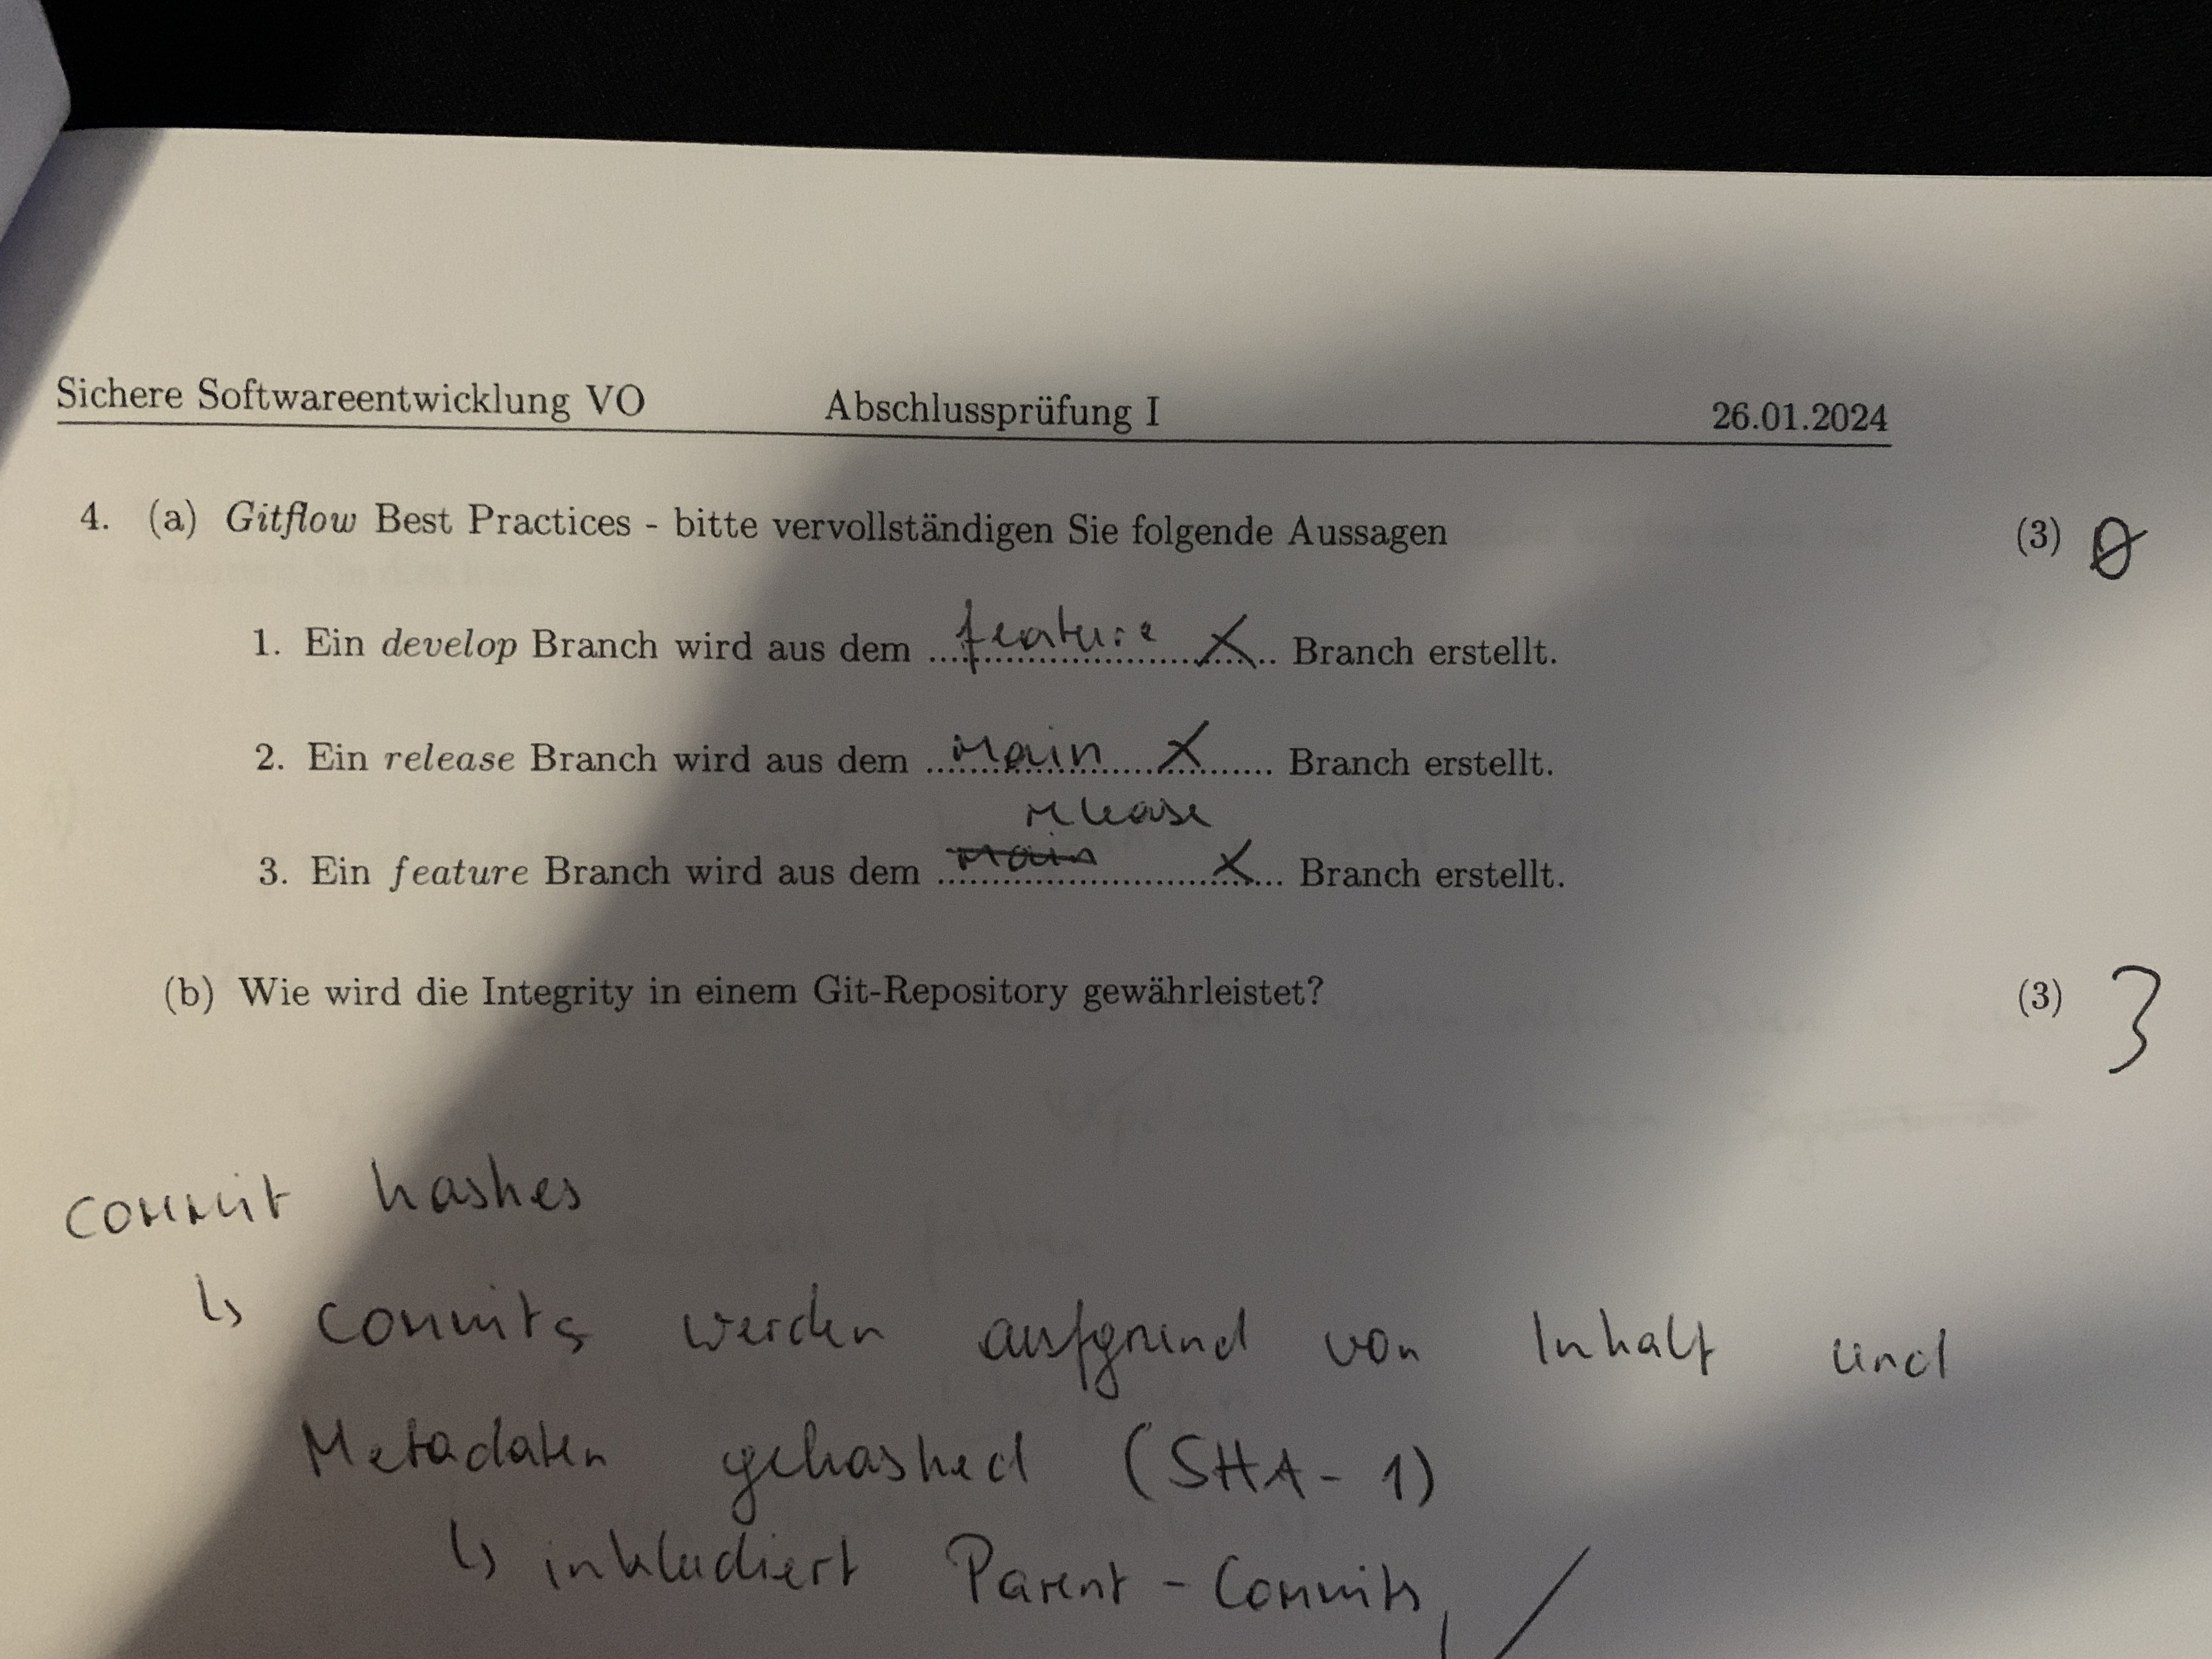 Sichere Softwareentwicklung VO Abschlussprüfung I 26.01.2024
4. (a) Gitflow Best Practices - bitte vervollständigen Sie folgende Aussagen (3) 0
1. Ein develop Branch wird aus dem ....feature X.. Branch erstellt.
2. Ein release Branch wird aus dem ....main X.... Branch erstellt.
release
3. Ein feature Branch wird aus dem ....main X... Branch erstellt.
(b) Wie wird die Integrity in einem Git-Repository gewährleistet? (3) 3
commit hashes
↳ commits werden aufgrund von Inhalt und
Metadaten gehashed (SHA-1)
↳ inkludiert Parent-Commits ✓